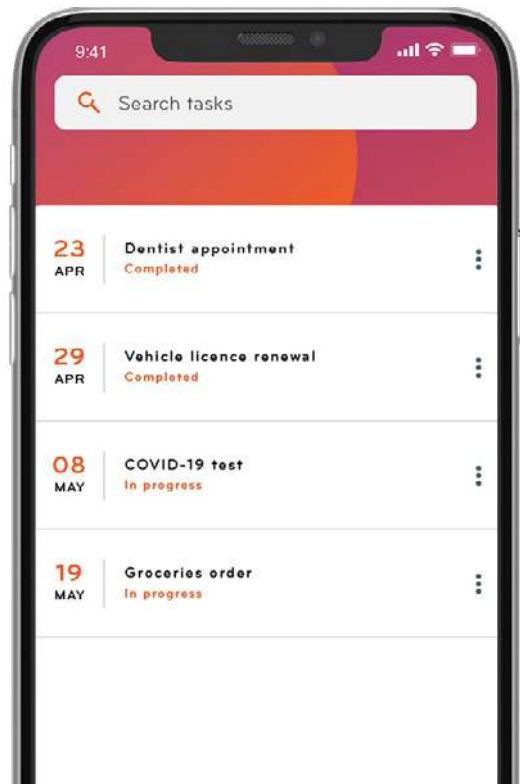 9:41
Search tasks
23
APR
Dentist appointment
Completed
29
APR
Vehicle licence renewal
Completed
08
MAY
COVID-19 test
In progress
19
MAY
Groceries order
In progress